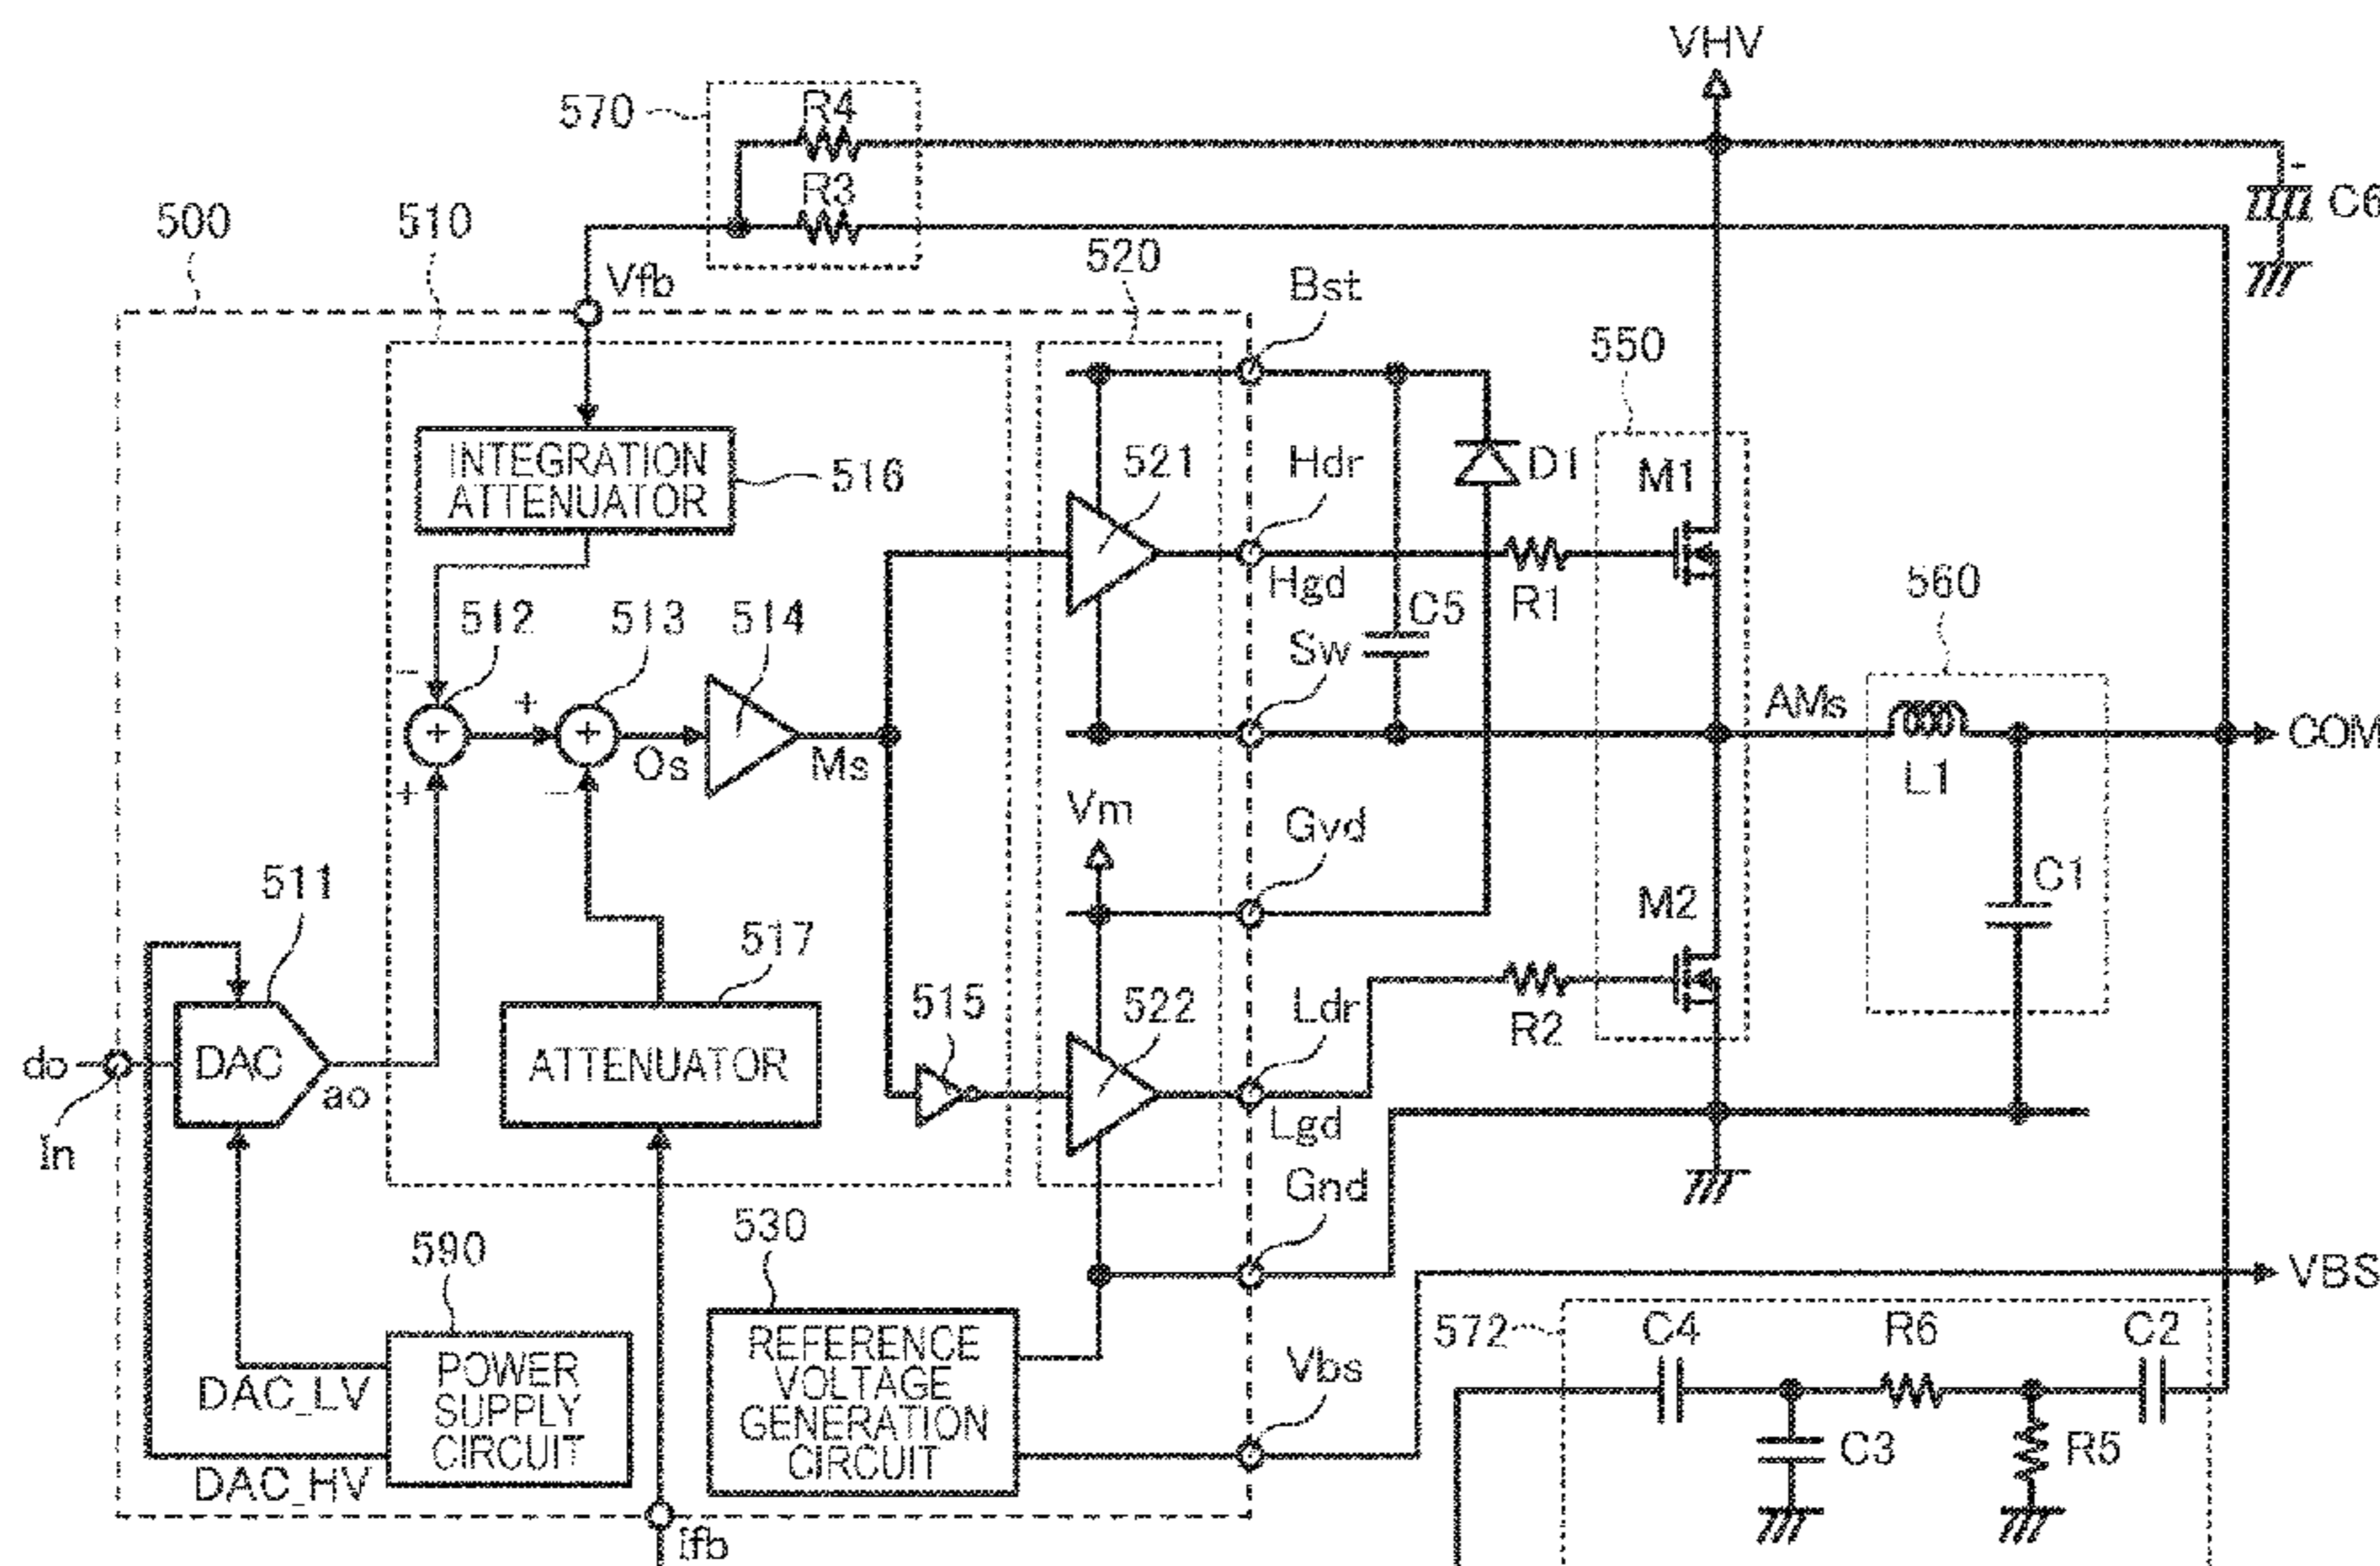 VHV
570
R4
R3
C6
+
500
510
Vfb
520
Bst
550
INTEGRATION
ATTENUATOR
516
521
Hdr
D1
M1
Hgd
R1
560
512
513
514
C5
Sw
−
+
+
+
+
−
Os
Ms
AMs
L1
COM
Vm
Gvd
511
C1
M2
517
515
522
Ldr
R2
do
DAC
ao
ATTENUATOR
In
Lgd
Gnd
590
530
VBS
572
C4
R6
C2
POWER
SUPPLY
CIRCUIT
REFERENCE
VOLTAGE
GENERATION
CIRCUIT
Vbs
DAC_LV
C3
R5
DAC_HV
Ifb